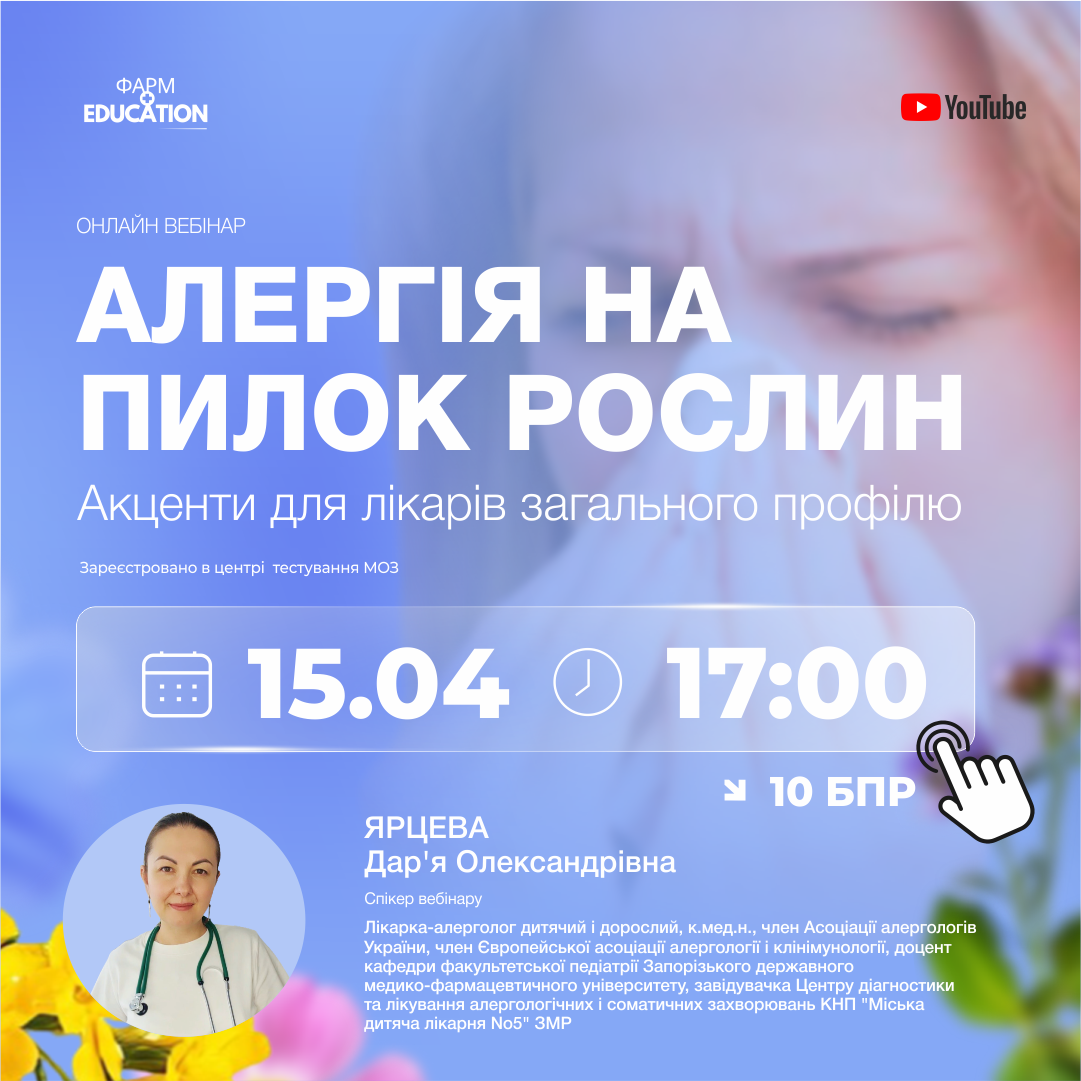 ФАРМ
EDUCATION
YouTube
ОНЛАЙН ВЕБІНАР
АЛЕРГІЯ НА
ПИЛОК РОСЛИН
Акценти для лікарів загального профілю
Зареєстровано в центрі тестування МОЗ
15.04 17:00
10 БПР
ЯРЦЕВА
Дар'я Олександрівна
Спікер вебінару
Лікарка-алерголог дитячий і дорослий, к.мед.н., член Асоціації алергологів
України, член Європейської асоціації алергології і клінімунології, доцент
кафедри факультетської педіатрії Запорізького державного
медико-фармацевтичного університету, завідувачка Центру діагностики
та лікування алергологічних і соматичних захворювань КНП "Міська
дитяча лікарня No5" ЗМР